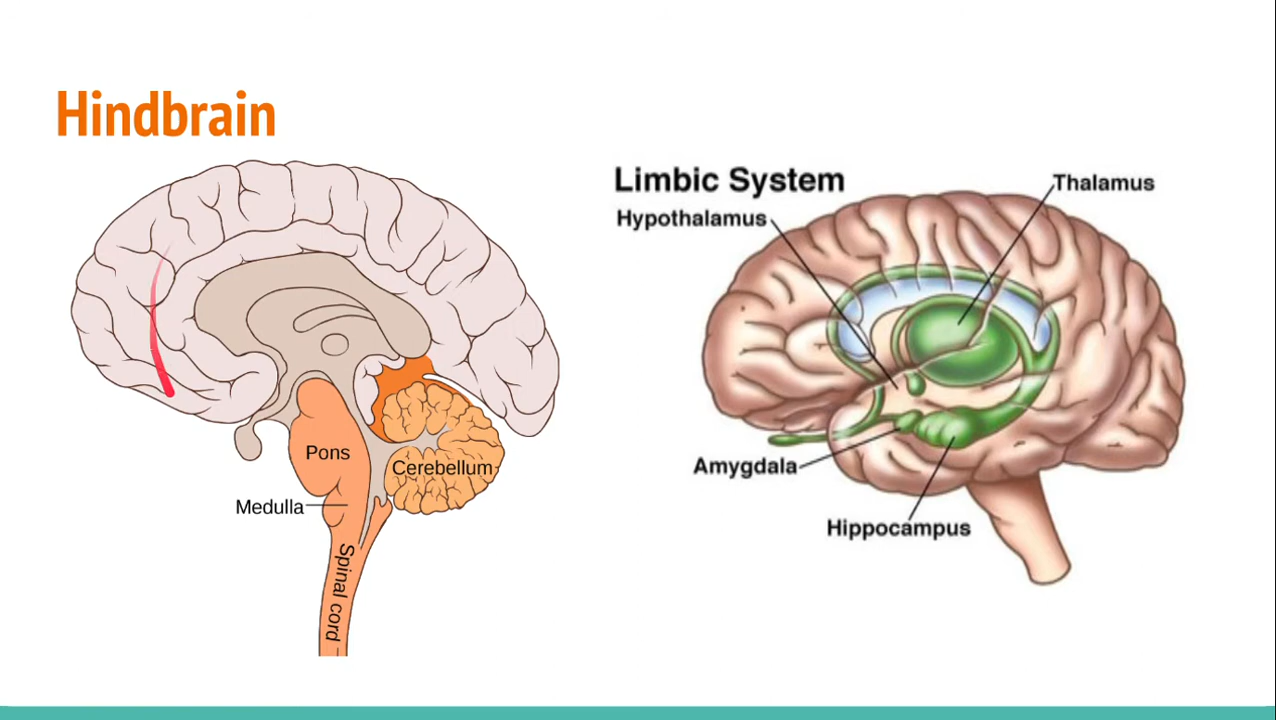 Hindbrain
Pons
Cerebellum
Medulla
Spinal cord
Limbic System
Thalamus
Hypothalamus
Amygdala
Hippocampus